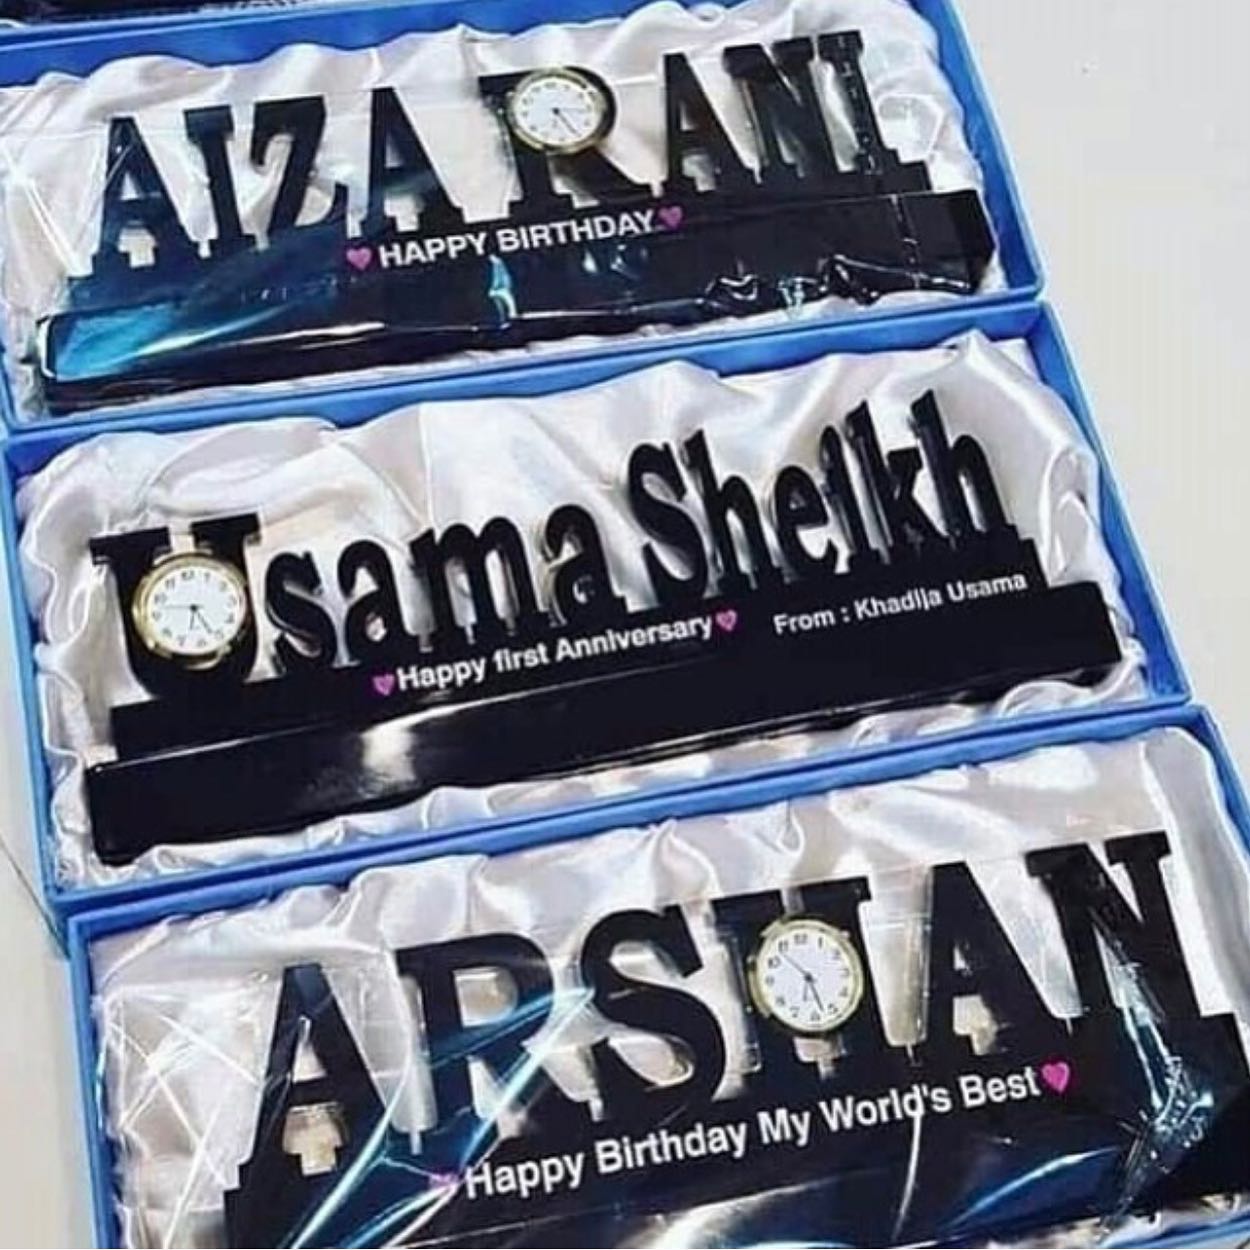 AIZA RANI
💜HAPPY BIRTHDAY💜
Usama Sheikh
💜Happy first Anniversary💜 From : Khadija Usama
ARSHAN
💜Happy Birthday My World's Best💜